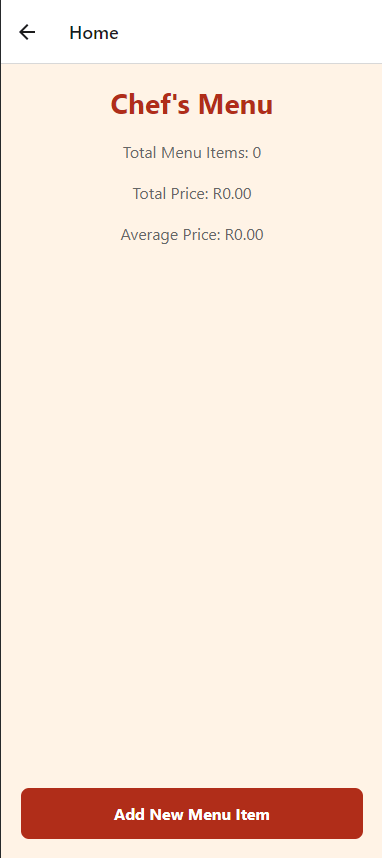 Home
Chef's Menu
Total Menu Items: 0
Total Price: R0.00
Average Price: R0.00
Add New Menu Item